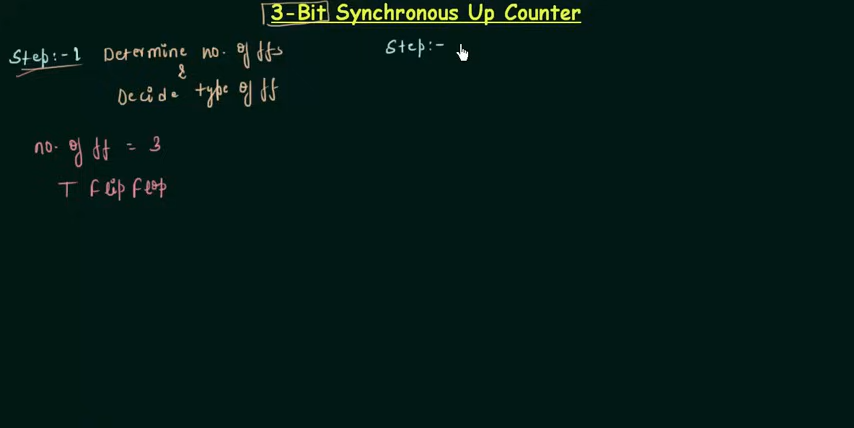 3-Bit Synchronous Up Counter
Step:-1 Determine no. of ffs
&
Decide type of ff
Step:-
no. of ff = 3
T flip flop